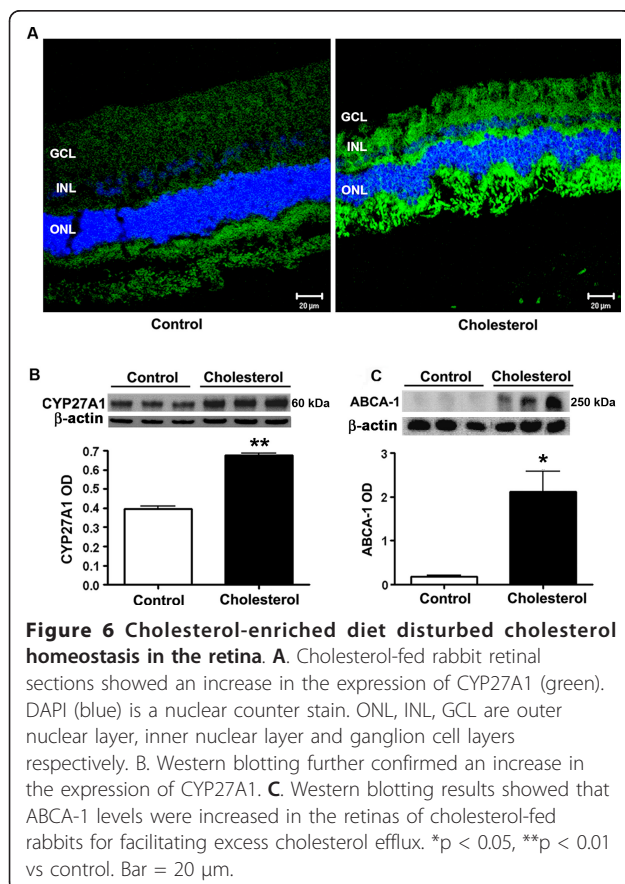 A
GCL
INL
ONL
20 µm
Control
GCL
INL
ONL
20 µm
Cholesterol
B
Control Cholesterol
CYP27A1
60 kDa
β-actin
**
0.7
0.6
0.5
0.4
0.3
0.2
0.1
0.0
CYP27A1 OD
Control Cholesterol
C
Control Cholesterol
ABCA-1
250 kDa
β-actin
*
3
2
1
0
ABCA-1 OD
Control Cholesterol
Figure 6 Cholesterol-enriched diet disturbed cholesterol
homeostasis in the retina. A. Cholesterol-fed rabbit retinal
sections showed an increase in the expression of CYP27A1 (green).
DAPI (blue) is a nuclear counter stain. ONL, INL, GCL are outer
nuclear layer, inner nuclear layer and ganglion cell layers
respectively. B. Western blotting further confirmed an increase in
the expression of CYP27A1. C. Western blotting results showed that
ABCA-1 levels were increased in the retinas of cholesterol-fed
rabbits for facilitating excess cholesterol efflux. *p < 0.05, **p < 0.01
vs control. Bar = 20 µm.